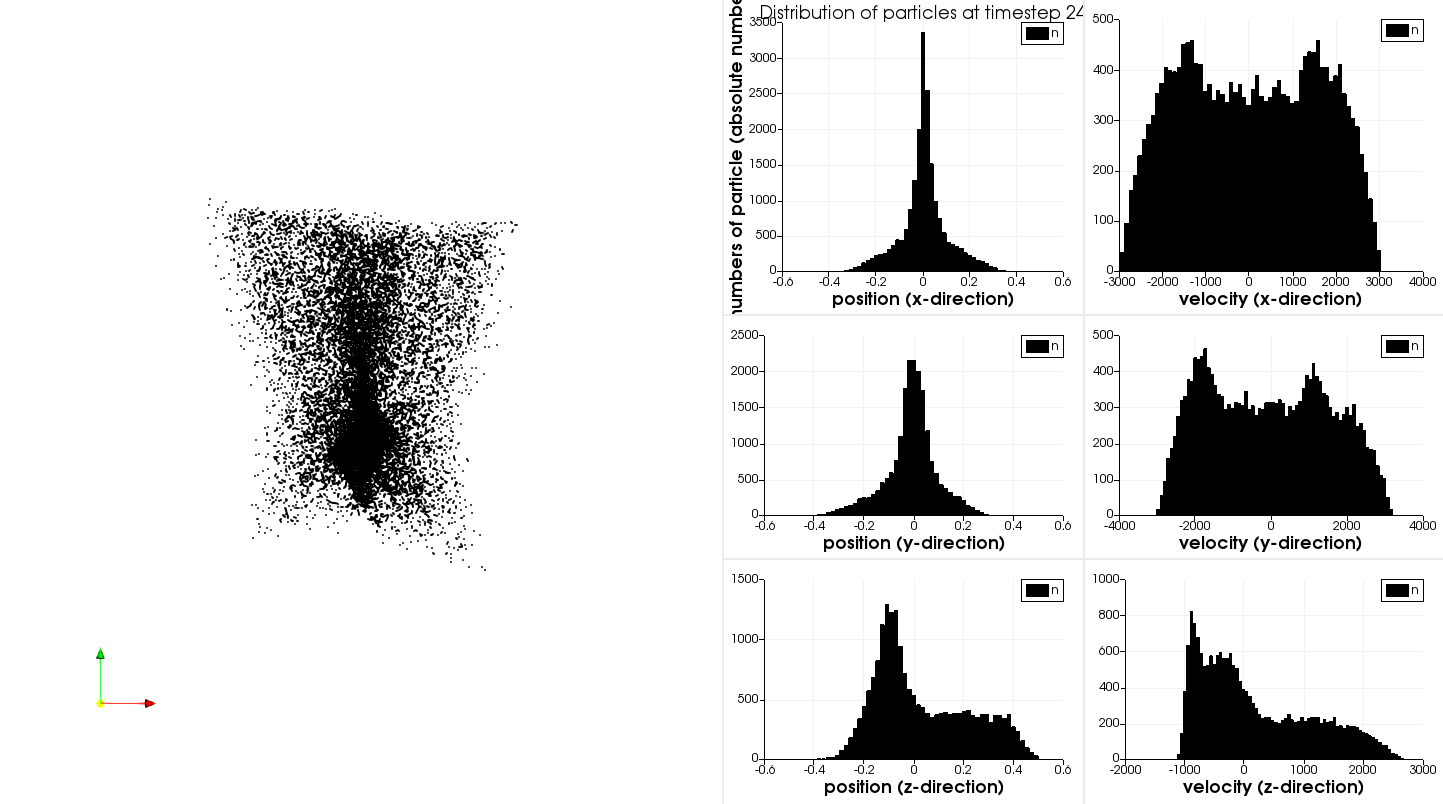 Distribution of particles at timestep 24
numbers of particle (absolute numbe
3500
3000
2500
2000
1500
1000
500
0
-0.6 -0.4 -0.2 0 0.2 0.4 0.6
position (x-direction)
n
500
400
300
200
100
0
-3000 -2000 -1000 0 1000 2000 3000 4000
velocity (x-direction)
n
2500
2000
1500
1000
500
0
-0.6 -0.4 -0.2 0 0.2 0.4 0.6
position (y-direction)
n
500
400
300
200
100
0
-4000 -2000 0 2000 4000
velocity (y-direction)
n
1500
1000
500
0
-0.6 -0.4 -0.2 0 0.2 0.4 0.6
position (z-direction)
n
1000
800
600
400
200
0
-2000 -1000 0 1000 2000 3000
velocity (z-direction)
n